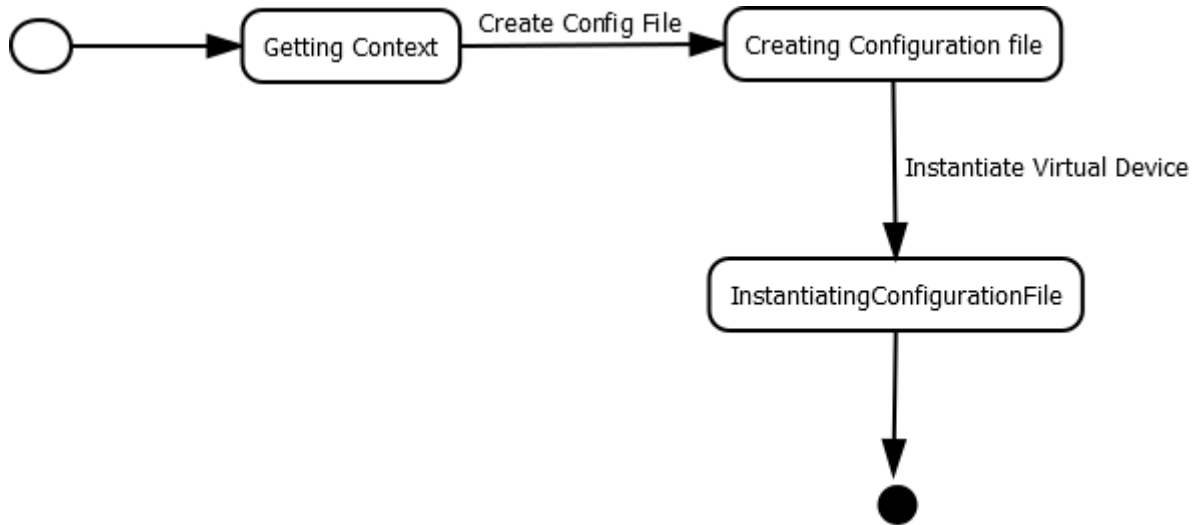 Create Config File
Getting Context
Creating Configuration file
Instantiate Virtual Device
InstantiatingConfigurationFile